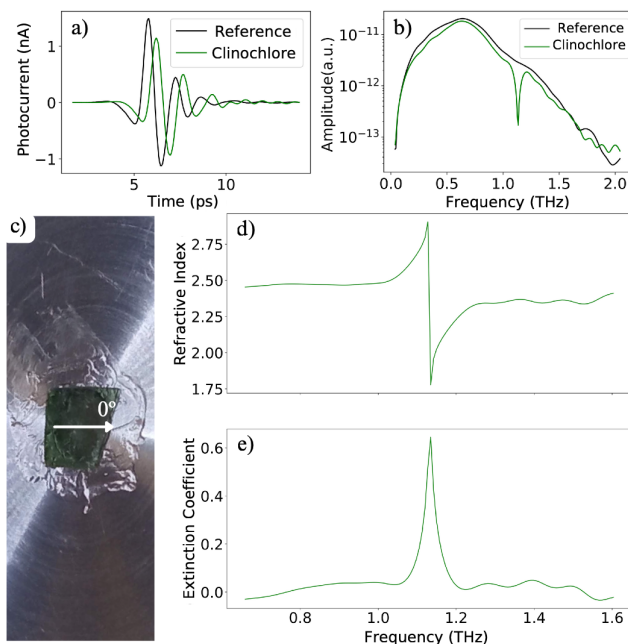 a)
Reference
Clinochlore
Photocurrent (nA)
1
0
−1
5
10
Time (ps)
b)
Reference
Clinochlore
Amplitude(a.u.)
10⁻¹¹
10⁻¹²
10⁻¹³
0.0
0.5
1.0
1.5
2.0
Frequency (THz)
c)
0º
d)
Refractive Index
2.75
2.50
2.25
2.00
1.75
e)
Extinction Coefficient
0.6
0.4
0.2
0.0
0.8
1.0
1.2
1.4
1.6
Frequency (THz)